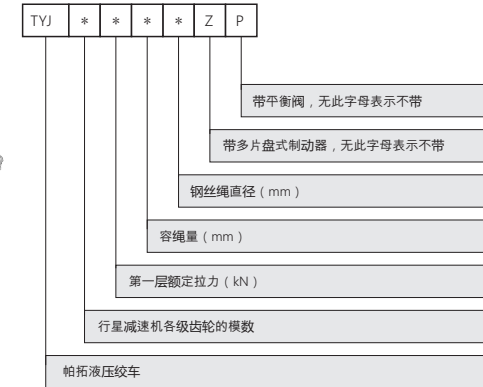 TYJ * * * * Z P
带平衡阀，无此字母表示不带
带多片盘式制动器，无此字母表示不带
钢丝绳直径（mm）
容绳量（mm）
第一层额定拉力（kN）
行星减速机各级齿轮的模数
帕拓液压绞车